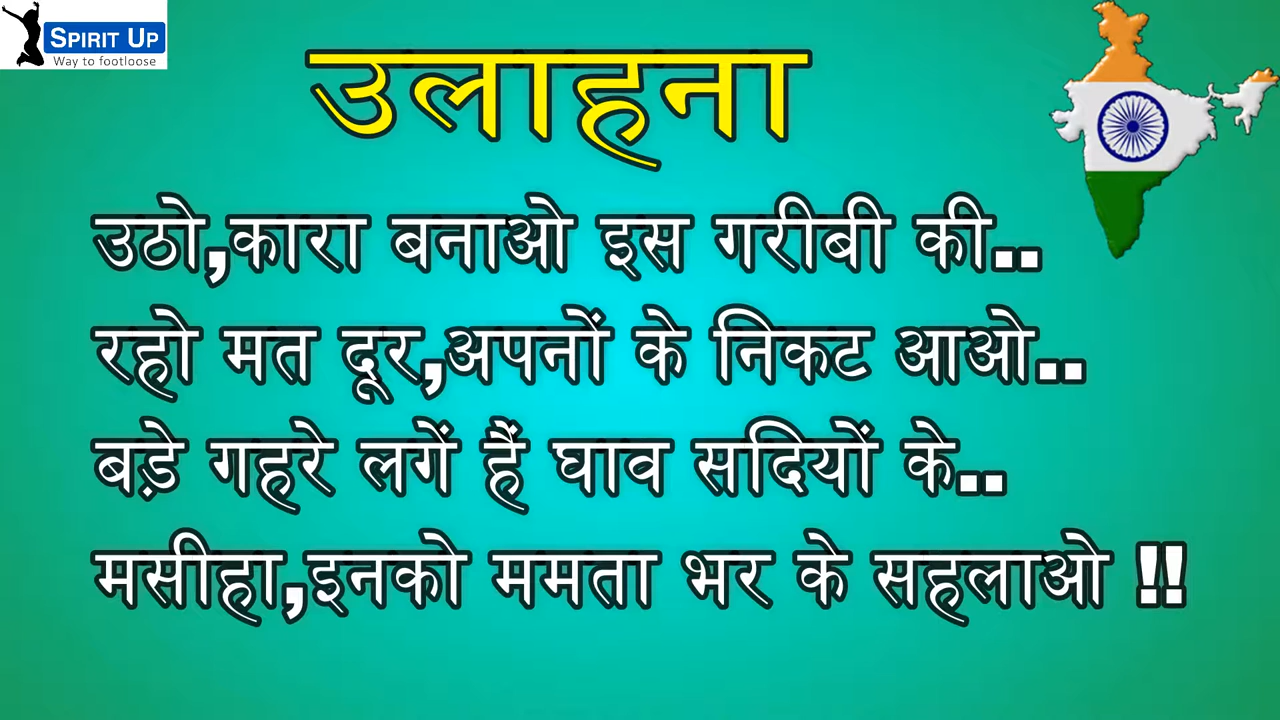 SPIRIT UP
Way to footloose
उलाहना
उठो,कारा बनाओ इस गरीबी की..
रहो मत दूर,अपनों के निकट आओ..
बड़े गहरे लगें हैं घाव सदियों के..
मसीहा,इनको ममता भर के सहलाओ !!